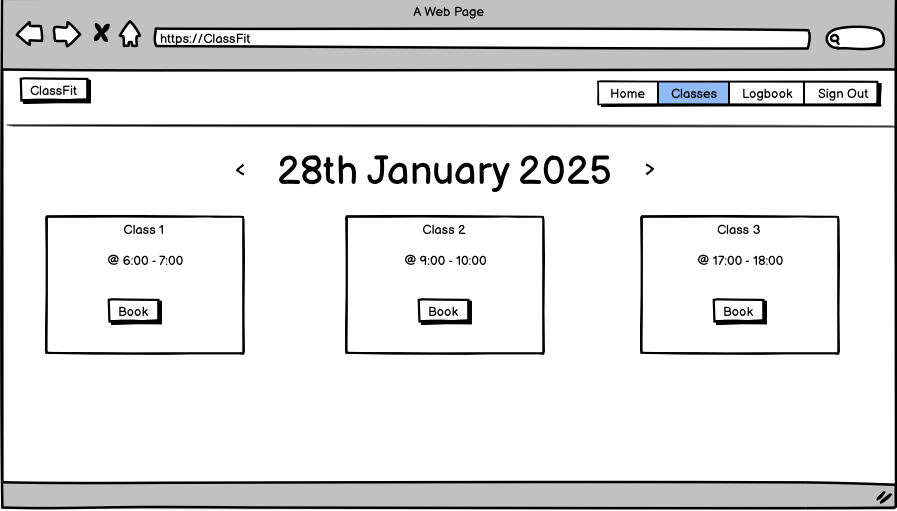 A Web Page
https://ClassFit
ClassFit
Home Classes Logbook Sign Out
< 28th January 2025 >
Class 1
@ 6:00 - 7:00
Book
Class 2
@ 9:00 - 10:00
Book
Class 3
@ 17:00 - 18:00
Book